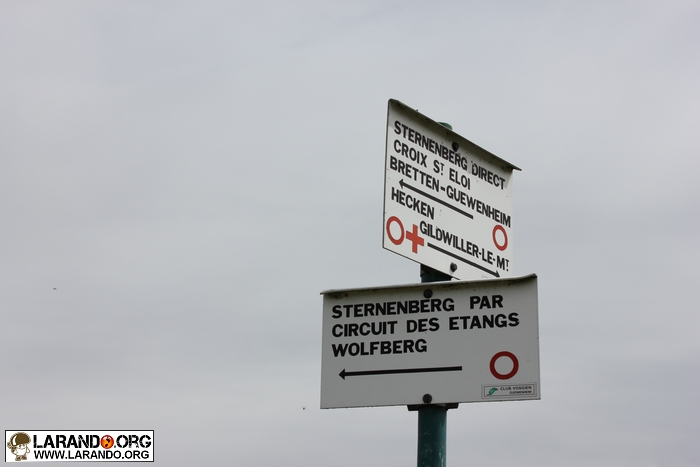 STERNENBERG DIRECT
CROIX ST ELOI
BRETTEN-GUEWENHEIM
HECKEN
GILDWILLER-LE-MT
STERNENBERG PAR
CIRCUIT DES ETANGS
WOLFBERG
CLUB VOSGIEN
GUEWENHEIM
LARANDO.ORG
WWW.LARANDO.ORG